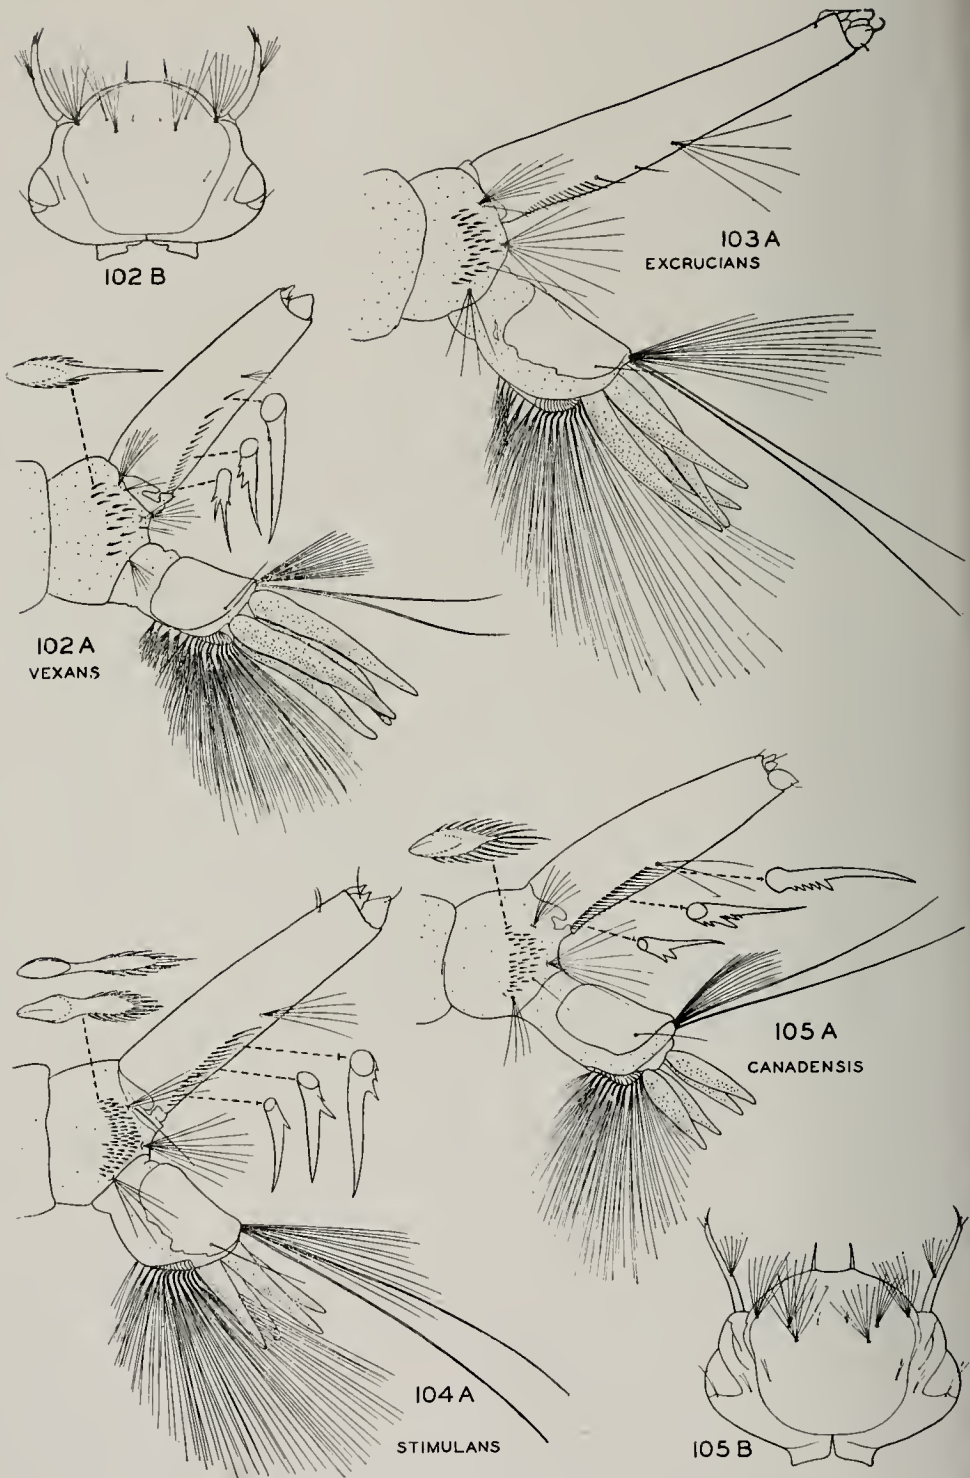 102 B
103 A
EXCRUCIANS
102 A
VEXANS
105 A
CANADENSIS
104 A
STIMULANS
105 B